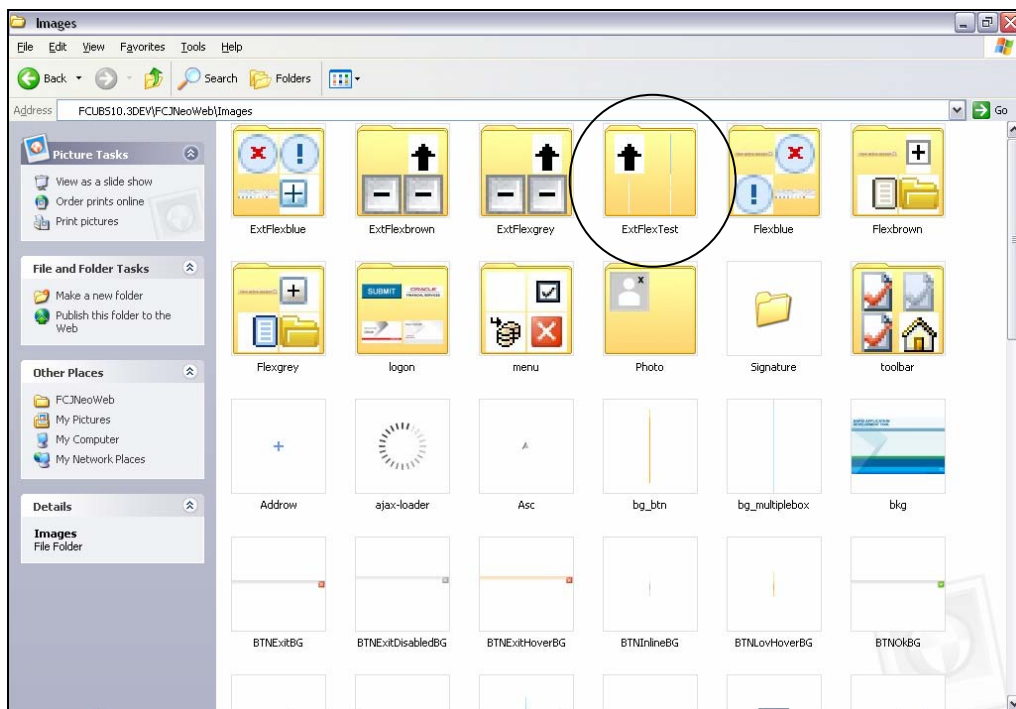 Images
File Edit View Favorites Tools Help
Back Search Folders
Address FCUBS10.3DEV\FCJNeoWeb\Images Go
Picture Tasks
View as a slide show
Order prints online
Print pictures
File and Folder Tasks
Make a new folder
Publish this folder to the
Web
Other Places
FCJNeoWeb
My Pictures
My Computer
My Network Places
Details
Images
File Folder
ExtFlexblue ExtFlexbrown ExtFlexgrey ExtFlexTest Flexblue Flexbrown
SUBMIT ORACLE
FINANCIAL SERVICES
Flexgrey logon menu Photo Signature toolbar
Addrow ajax-loader Asc bg_btn bg_multiplebox bkg
BTNExitBG BTNExitDisabledBG BTNExitHoverBG BTNInlineBG BTNLovHoverBG BTNOkBG